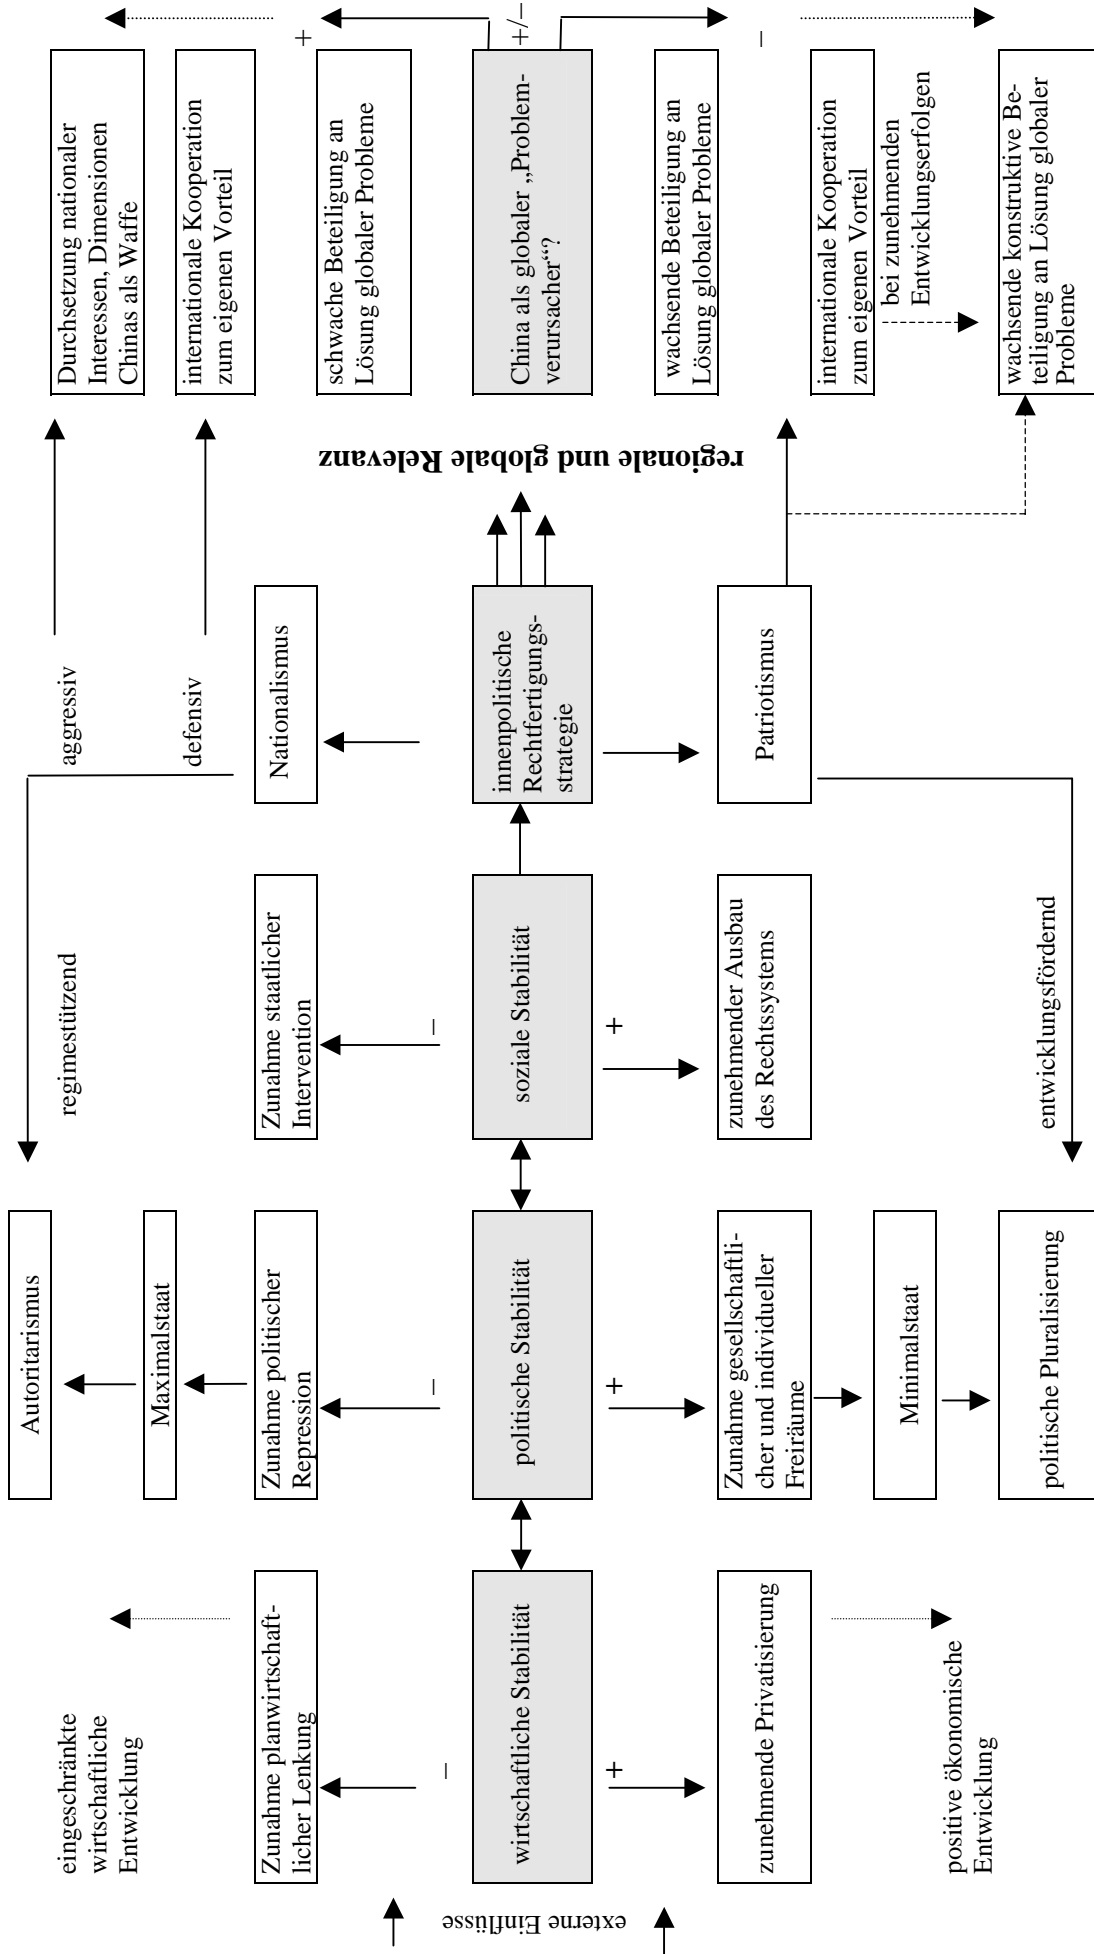 eingeschränkte
wirtschaftliche
Entwicklung
Zunahme planwirtschaft-
licher Lenkung
–
wirtschaftliche Stabilität
+
zunehmende Privatisierung
positive ökonomische
Entwicklung
externe Einflüsse
Autoritarismus
Maximalstaat
Zunahme politischer
Repression
–
politische Stabilität
+
Zunahme gesellschaftli-
cher und individueller
Freiräume
Minimalstaat
politische Pluralisierung
regimestützend
Zunahme staatlicher
Intervention
–
soziale Stabilität
+
zunehmender Ausbau
des Rechtssystems
entwicklungsfördernd
aggressiv
defensiv
Nationalismus
innenpolitische
Rechtfertigungs-
strategie
Patriotismus
regionale und globale Relevanz
Durchsetzung nationaler
Interessen, Dimensionen
Chinas als Waffe
internationale Kooperation
zum eigenen Vorteil
+
schwache Beteiligung an
Lösung globaler Probleme
+/–
China als globaler „Problem-
verursacher“?
wachsende Beteiligung an
Lösung globaler Probleme
–
internationale Kooperation
zum eigenen Vorteil
bei zunehmenden
Entwicklungserfolgen
wachsende konstruktive Be-
teiligung an Lösung globaler
Probleme